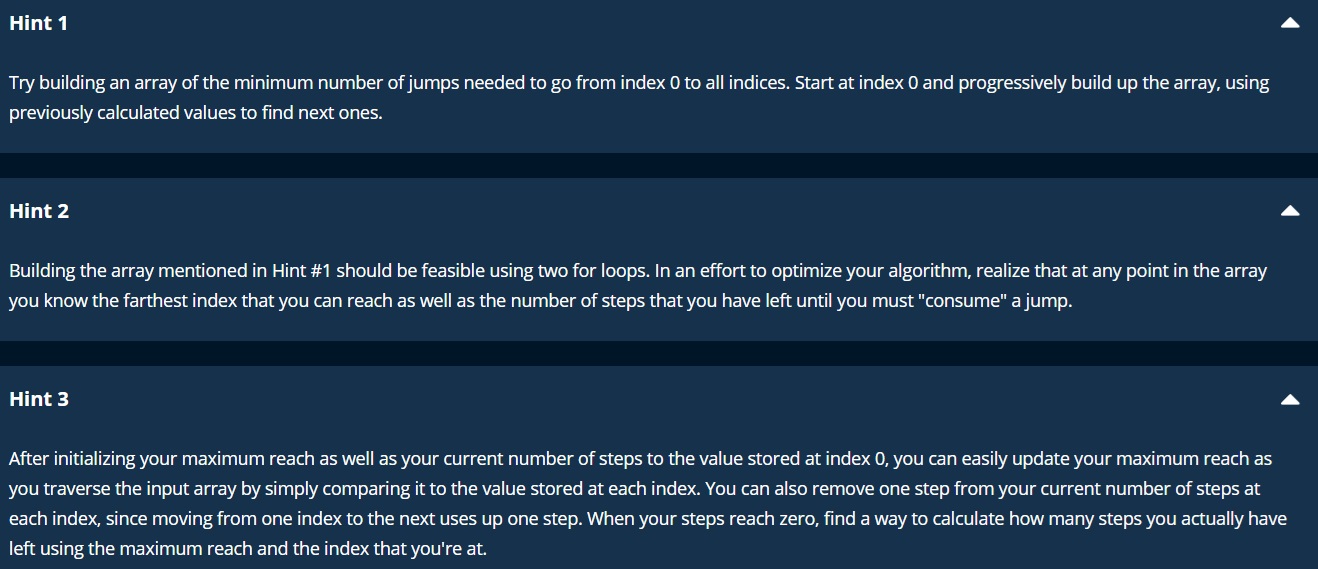 Hint 1
Try building an array of the minimum number of jumps needed to go from index 0 to all indices. Start at index 0 and progressively build up the array, using
previously calculated values to find next ones.
Hint 2
Building the array mentioned in Hint #1 should be feasible using two for loops. In an effort to optimize your algorithm, realize that at any point in the array
you know the farthest index that you can reach as well as the number of steps that you have left until you must "consume" a jump.
Hint 3
After initializing your maximum reach as well as your current number of steps to the value stored at index 0, you can easily update your maximum reach as
you traverse the input array by simply comparing it to the value stored at each index. You can also remove one step from your current number of steps at
each index, since moving from one index to the next uses up one step. When your steps reach zero, find a way to calculate how many steps you actually have
left using the maximum reach and the index that you're at.